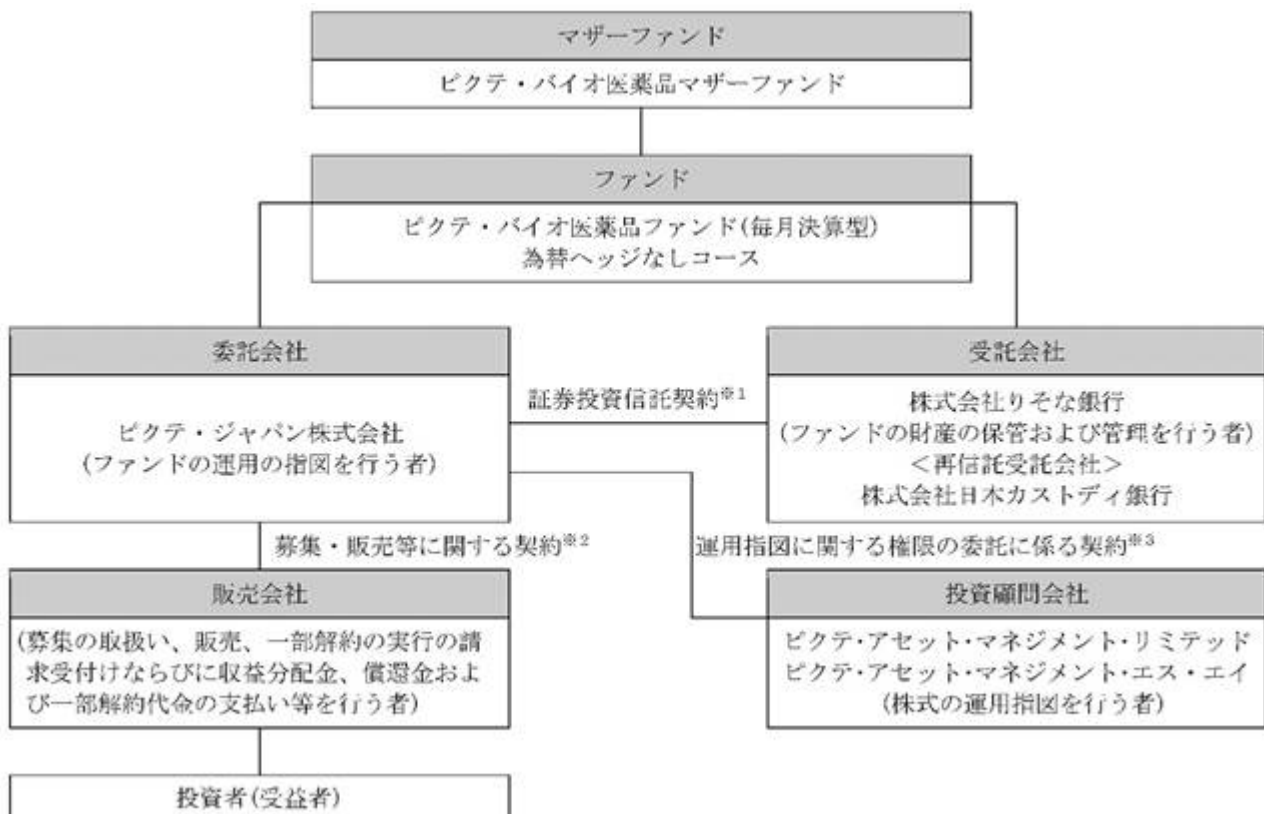 マザーファンド
ピクテ・バイオ医薬品マザーファンド
ファンド
ピクテ・バイオ医薬品ファンド(毎月決算型)
為替ヘッジなしコース
委託会社
ピクテ・ジャパン株式会社
(ファンドの運用の指図を行う者)
証券投資信託契約※1
受託会社
株式会社りそな銀行
(ファンドの財産の保管および管理を行う者)
<再信託受託会社>
株式会社日本カストディ銀行
募集・販売等に関する契約※2
運用指図に関する権限の委託に係る契約※3
販売会社
(募集の取扱い、販売、一部解約の実行の請
求受付けならびに収益分配金、償還金およ
び一部解約代金の支払い等を行う者)
投資顧問会社
ピクテ・アセット・マネジメント・リミテッド
ピクテ・アセット・マネジメント・エス・エイ
(株式の運用指図を行う者)
投資者(受益者)